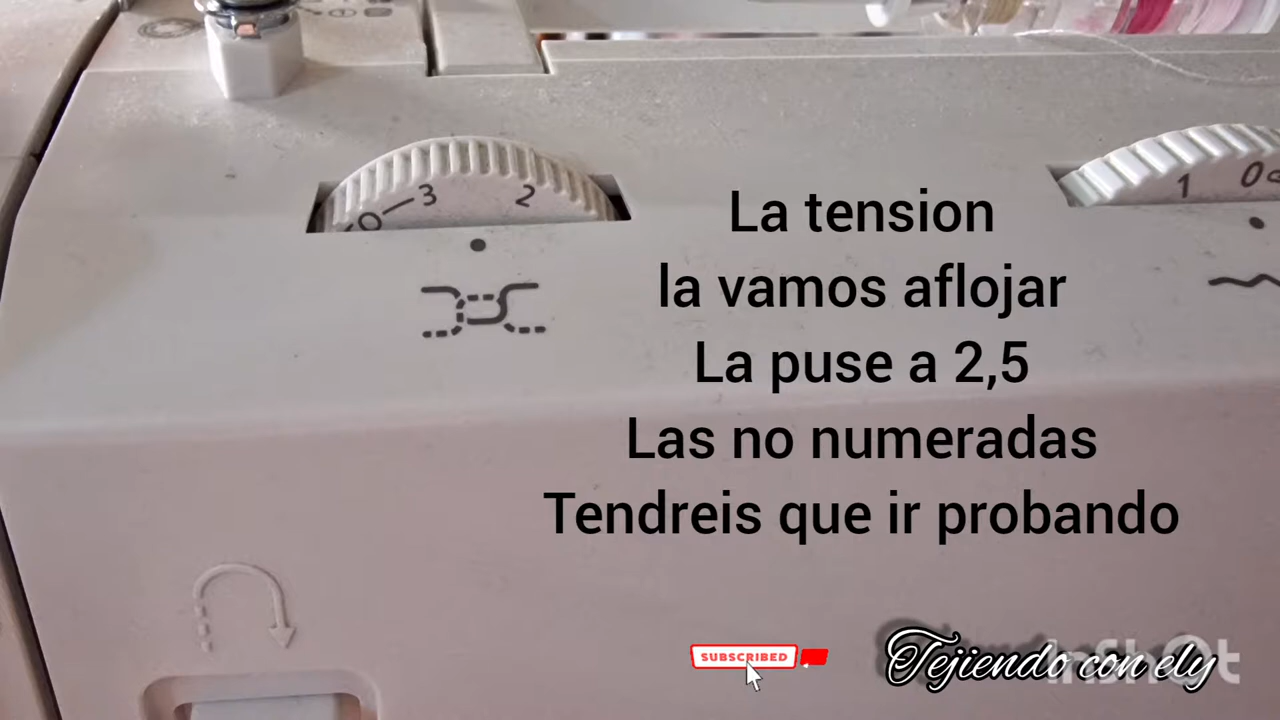 3
2
1
0
La tension
la vamos aflojar
La puse a 2,5
Las no numeradas
Tendreis que ir probando
SUBSCRIBED
Tejiendo con ely
InShOt